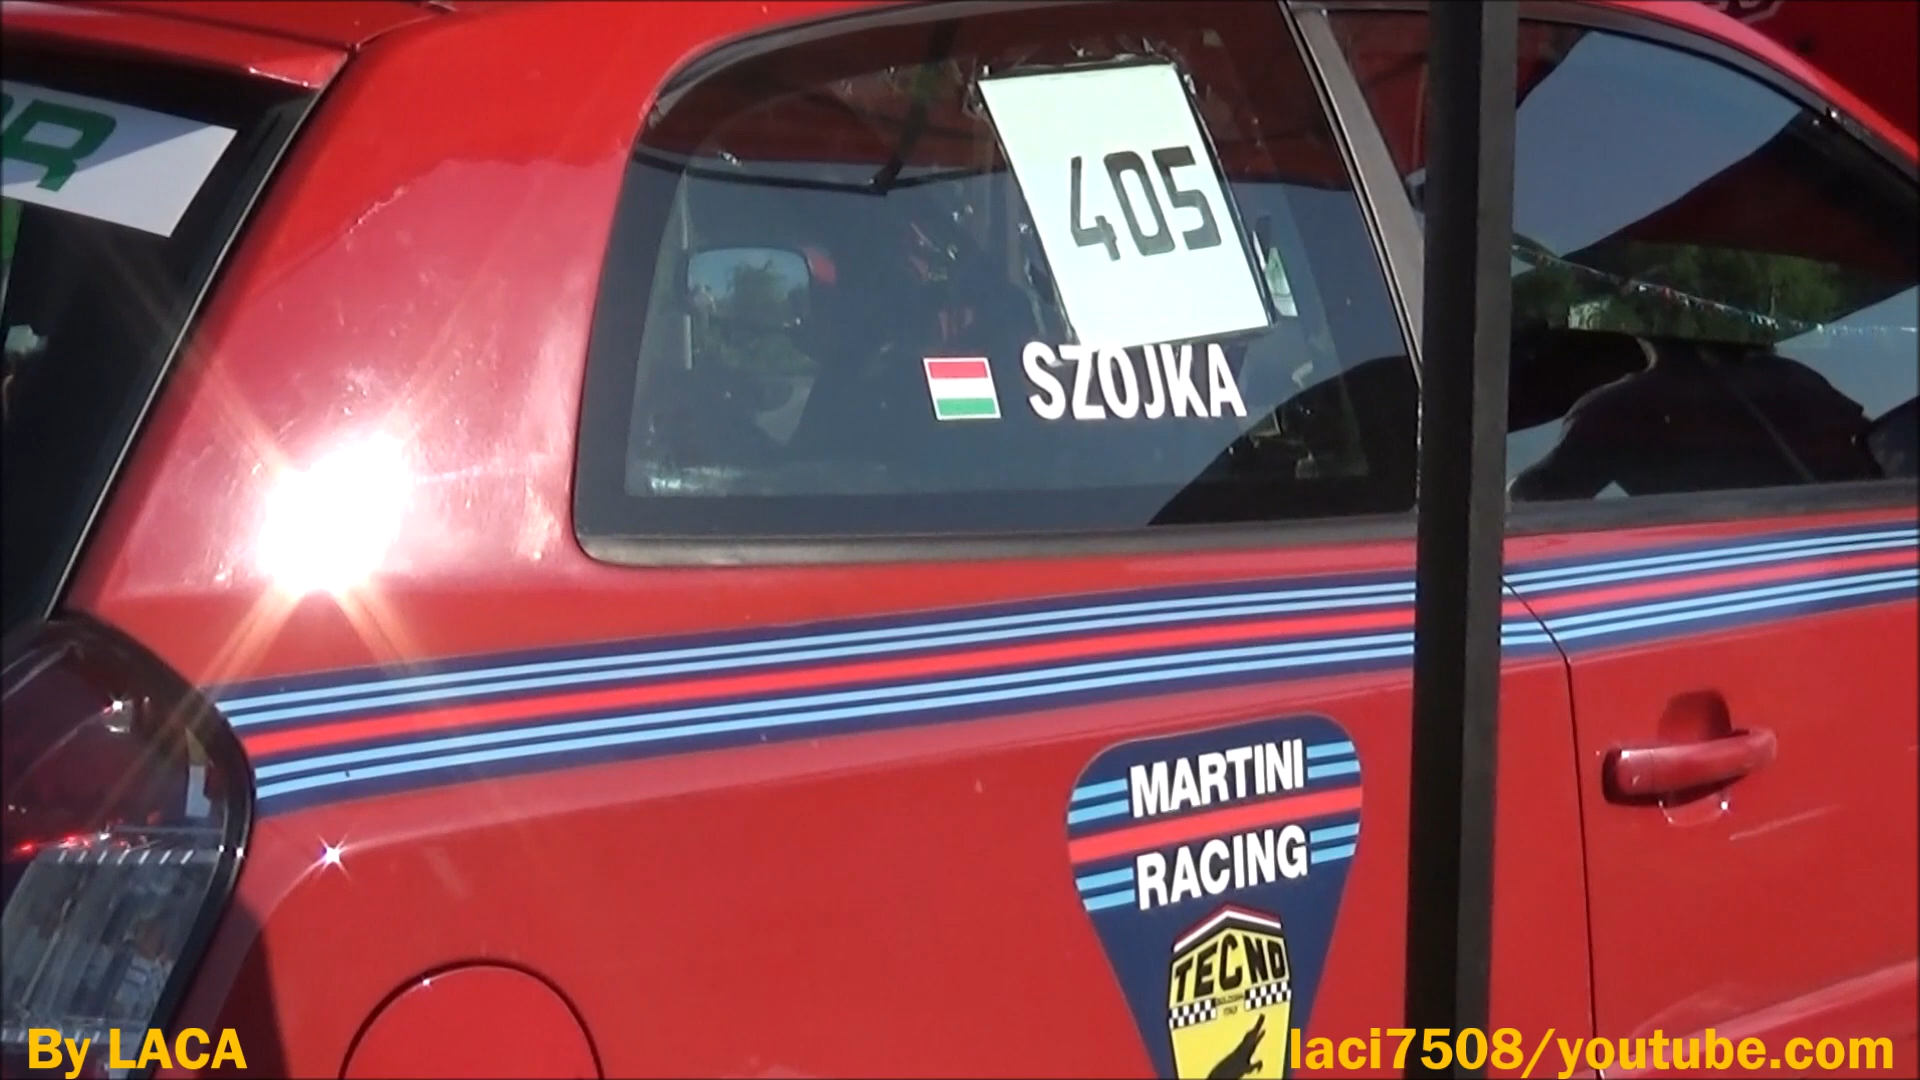 405
SZOJKA
MARTINI
RACING
TECNO
By LACA
laci7508/youtube.com